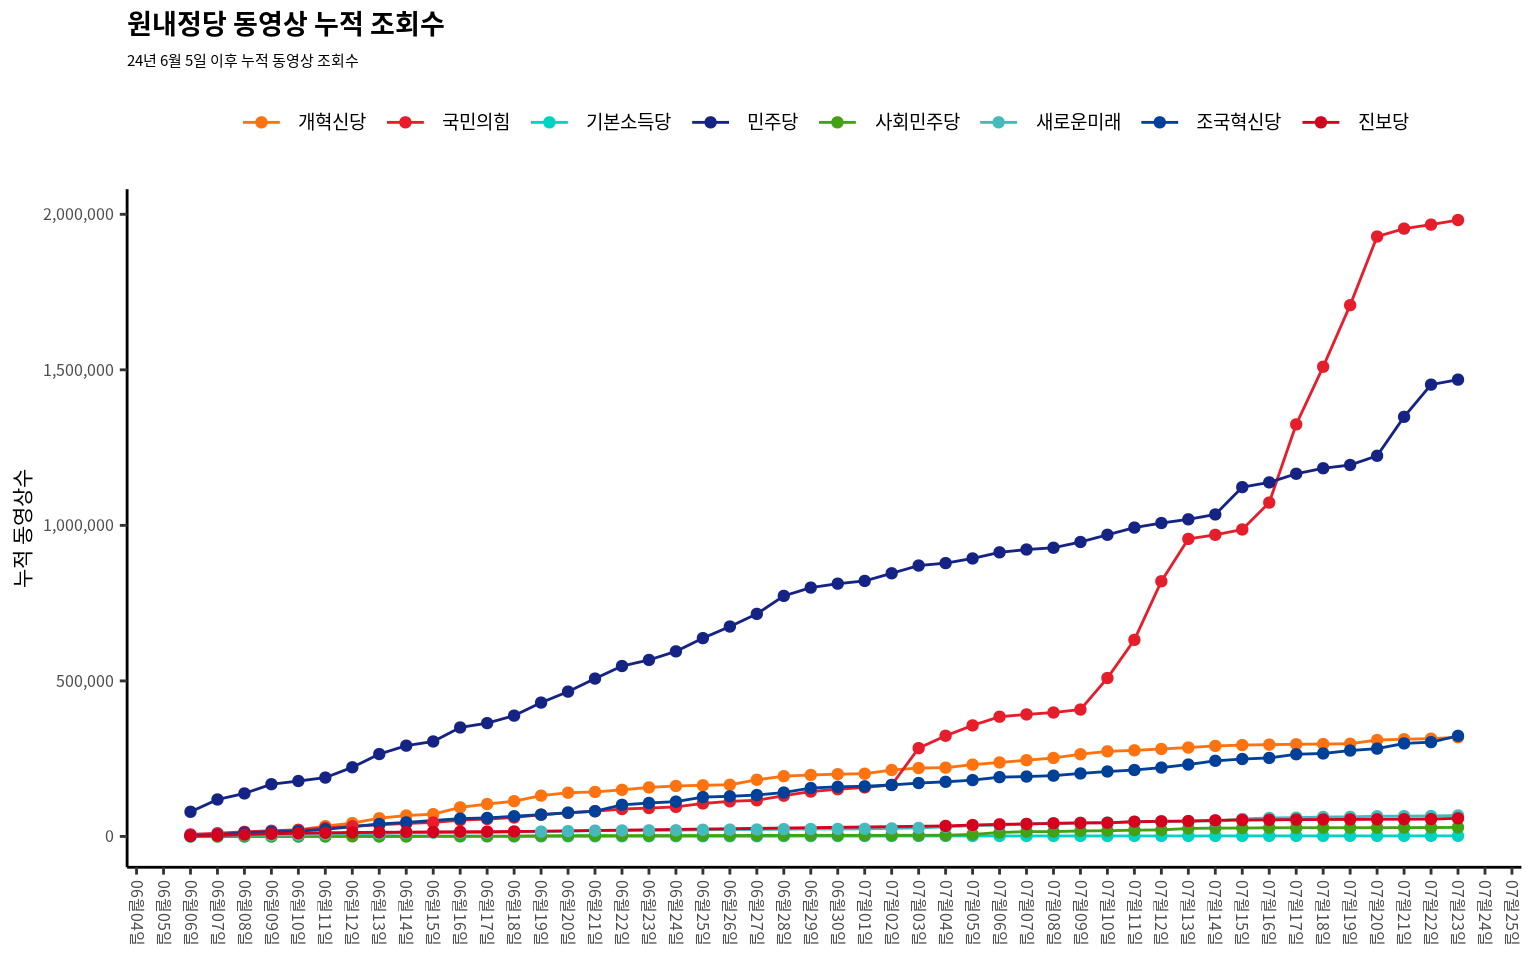 원내정당 동영상 누적 조회수
24년 6월 5일 이후 누적 동영상 조회수
개혁신당 국민의힘 기본소득당 민주당 사회민주당 새로운미래 조국혁신당 진보당
누적 동영상수
2,000,000
1,500,000
1,000,000
500,000
0
06월04일
06월05일
06월06일
06월07일
06월08일
06월09일
06월10일
06월11일
06월12일
06월13일
06월14일
06월15일
06월16일
06월17일
06월18일
06월19일
06월20일
06월21일
06월22일
06월23일
06월24일
06월25일
06월26일
06월27일
06월28일
06월29일
06월30일
07월01일
07월02일
07월03일
07월04일
07월05일
07월06일
07월07일
07월08일
07월09일
07월10일
07월11일
07월12일
07월13일
07월14일
07월15일
07월16일
07월17일
07월18일
07월19일
07월20일
07월21일
07월22일
07월23일
07월24일
07월25일